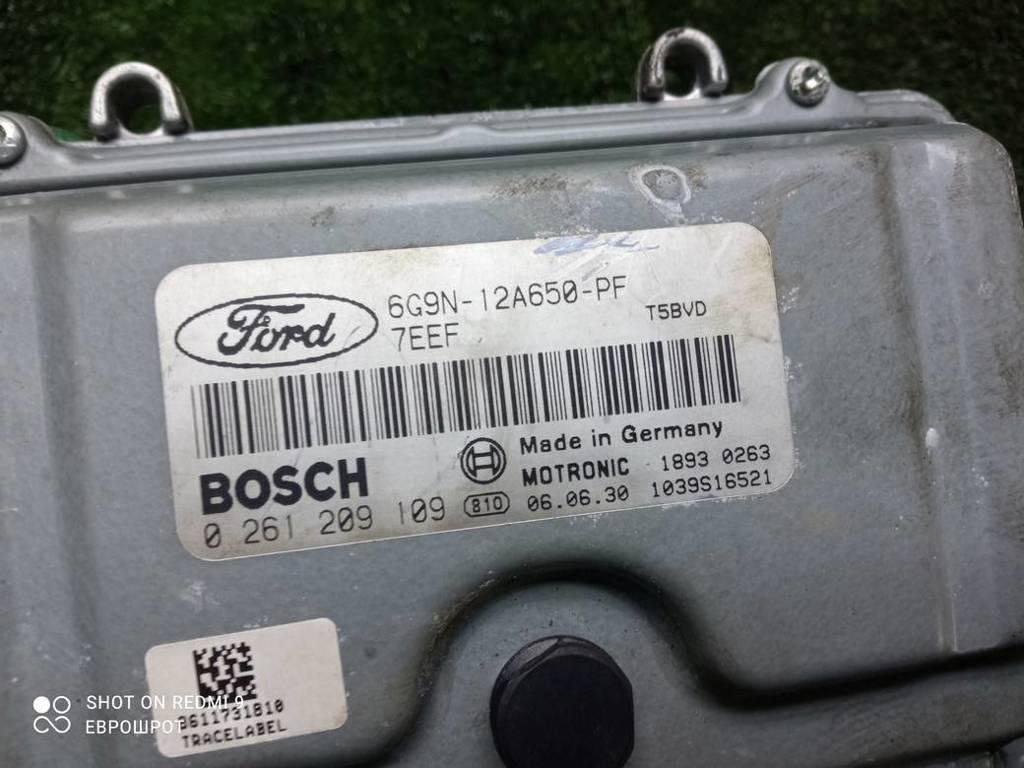 Ford
6G9N-12A650-PF
7EEF
T5BVD
BOSCH
Made in Germany
MOTRONIC 1893 0263
0 261 209 109 810 06.06.30 1039S16521
3611731810
TRACELABEL
SHOT ON REDMI 9
ЕВРОШРОТ